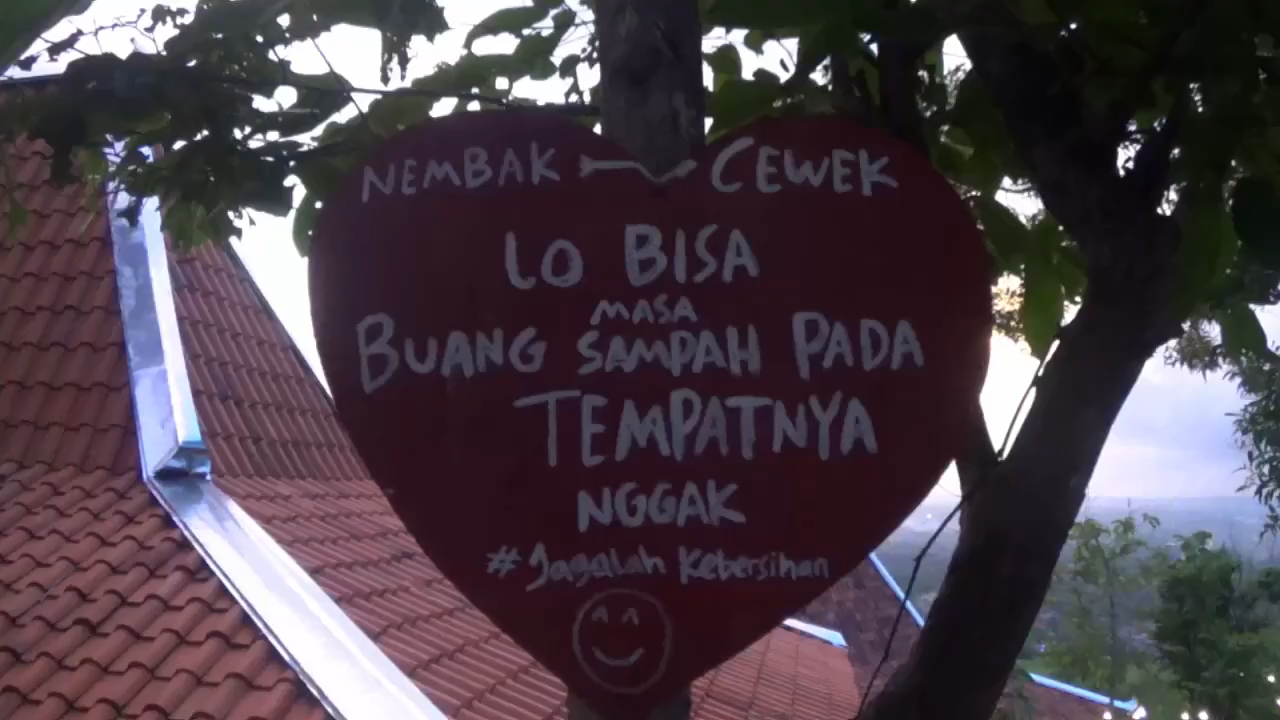 NEMBAK CEWEK
LO BISA
MASA
BUANG SAMPAH PADA
TEMPATNYA
NGGAK
# Jagalah Kebersihan